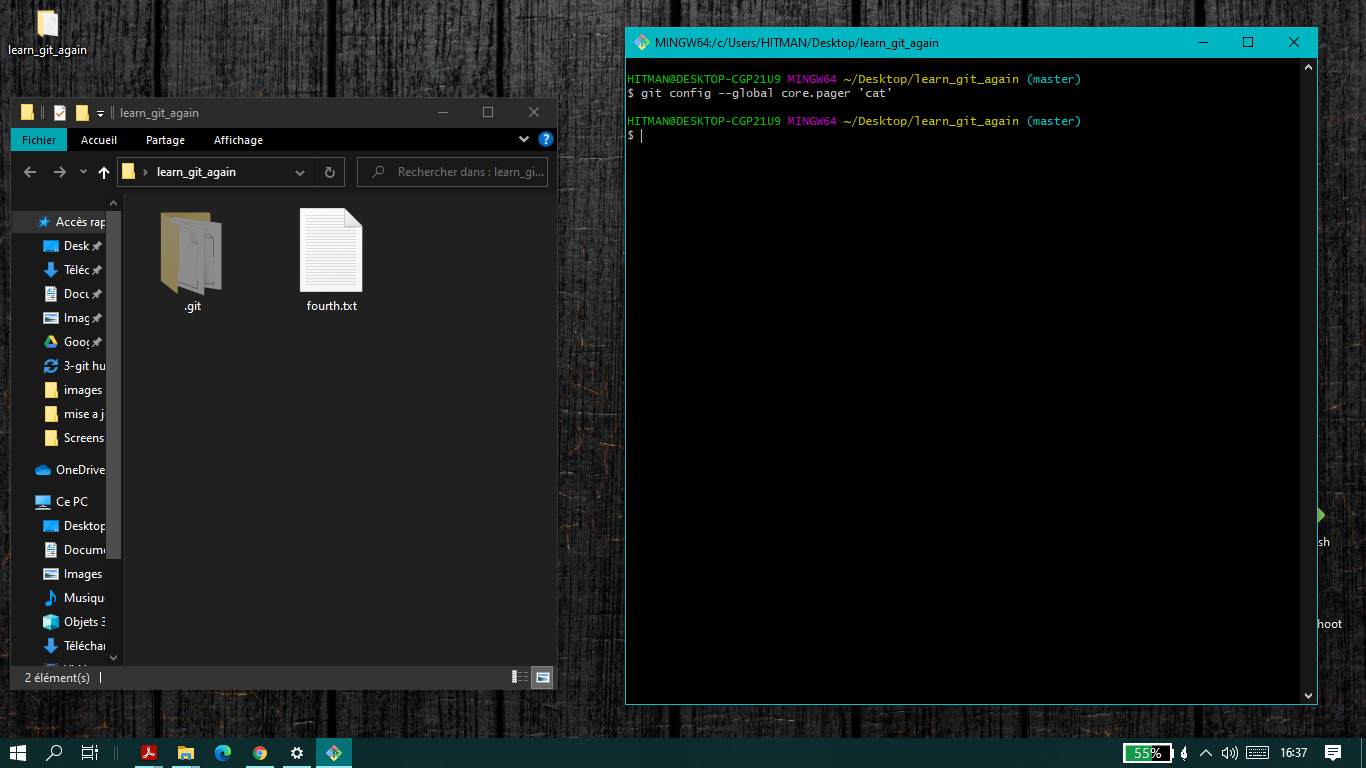 learn_git_again
learn_git_again
Fichier Accueil Partage Affichage
learn_git_again Rechercher dans : learn_gi...
Accès rap
Desk
Téléc
Docu
Imag
Goog
3-git hu
images
mise a j
Screens
OneDrive
Ce PC
Desktop
Docume
Images
Musique
Objets 3
Téléchar
.git
fourth.txt
2 élément(s)
MINGW64:/c/Users/HITMAN/Desktop/learn_git_again
HITMAN@DESKTOP-CGP21U9 MINGW64 ~/Desktop/learn_git_again (master)
$ git config --global core.pager 'cat'
HITMAN@DESKTOP-CGP21U9 MINGW64 ~/Desktop/learn_git_again (master)
$
sh
hoot
55%
16:37